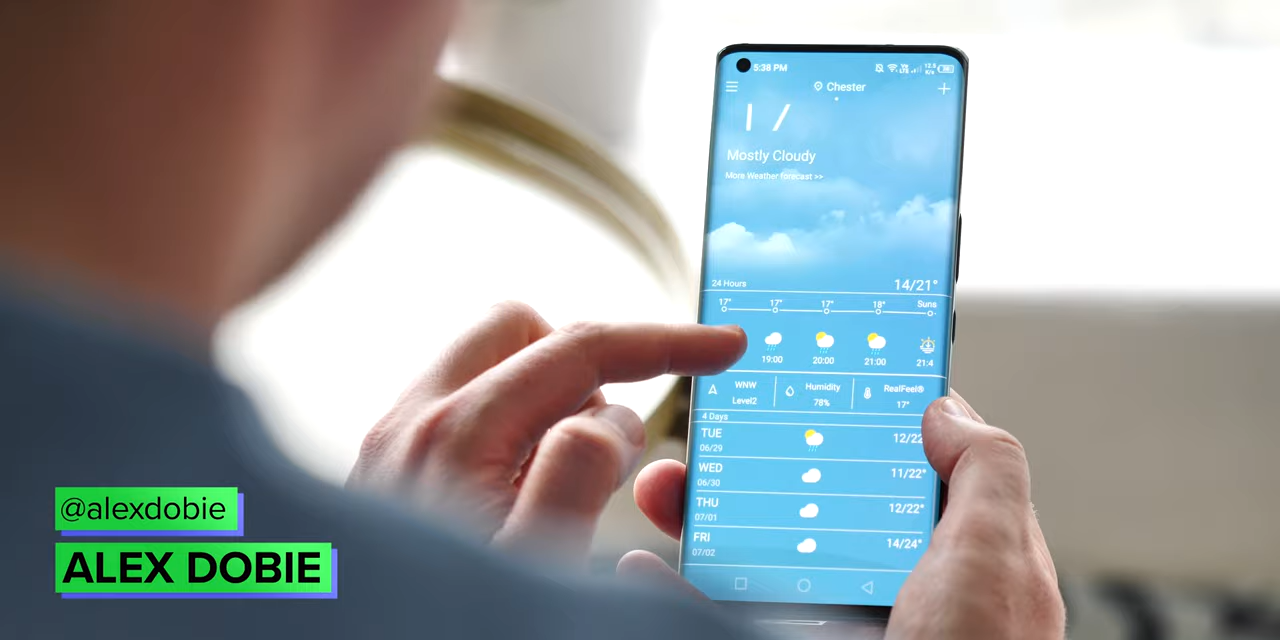 5:38 PM
Chester
17
Mostly Cloudy
More Weather forecast >>
24 Hours 14/21°
17° 17° 17° 18° Suns
19:00 20:00 21:00 21:4
WNW Humidity RealFeel®
Level2 78% 17°
4 Days
TUE 12/22
06/29
WED 11/22°
06/30
THU 12/22°
07/01
FRI 14/24°
07/02
@alexdobie
ALEX DOBIE